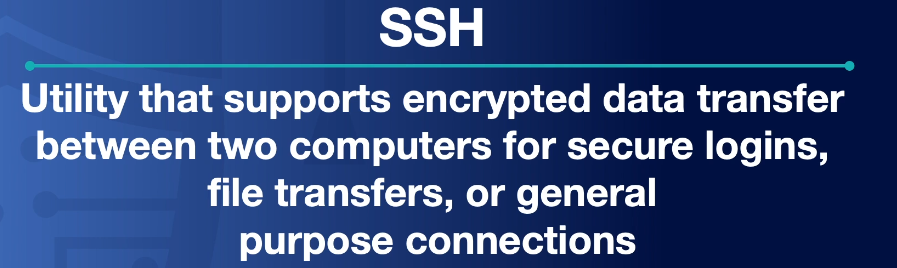 SSH
Utility that supports encrypted data transfer
between two computers for secure logins,
file transfers, or general
purpose connections